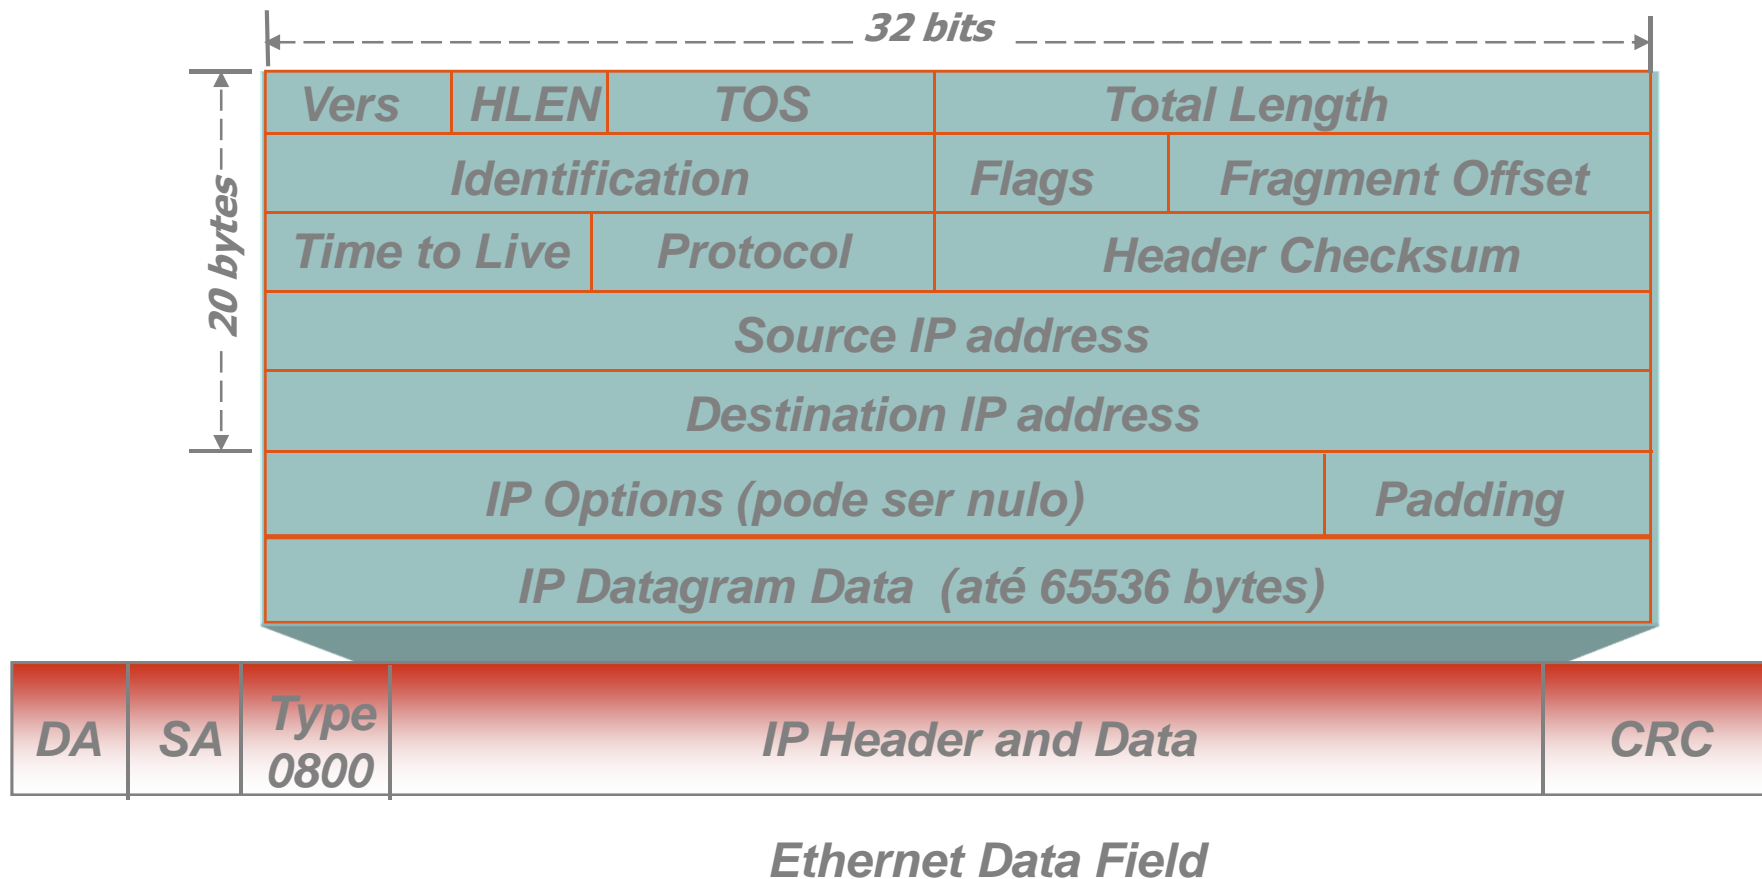 32 bits
20 bytes
Vers HLEN TOS Total Length
Identification Flags Fragment Offset
Time to Live Protocol Header Checksum
Source IP address
Destination IP address
IP Options (pode ser nulo) Padding
IP Datagram Data (até 65536 bytes)
DA SA Type 0800 IP Header and Data CRC
Ethernet Data Field